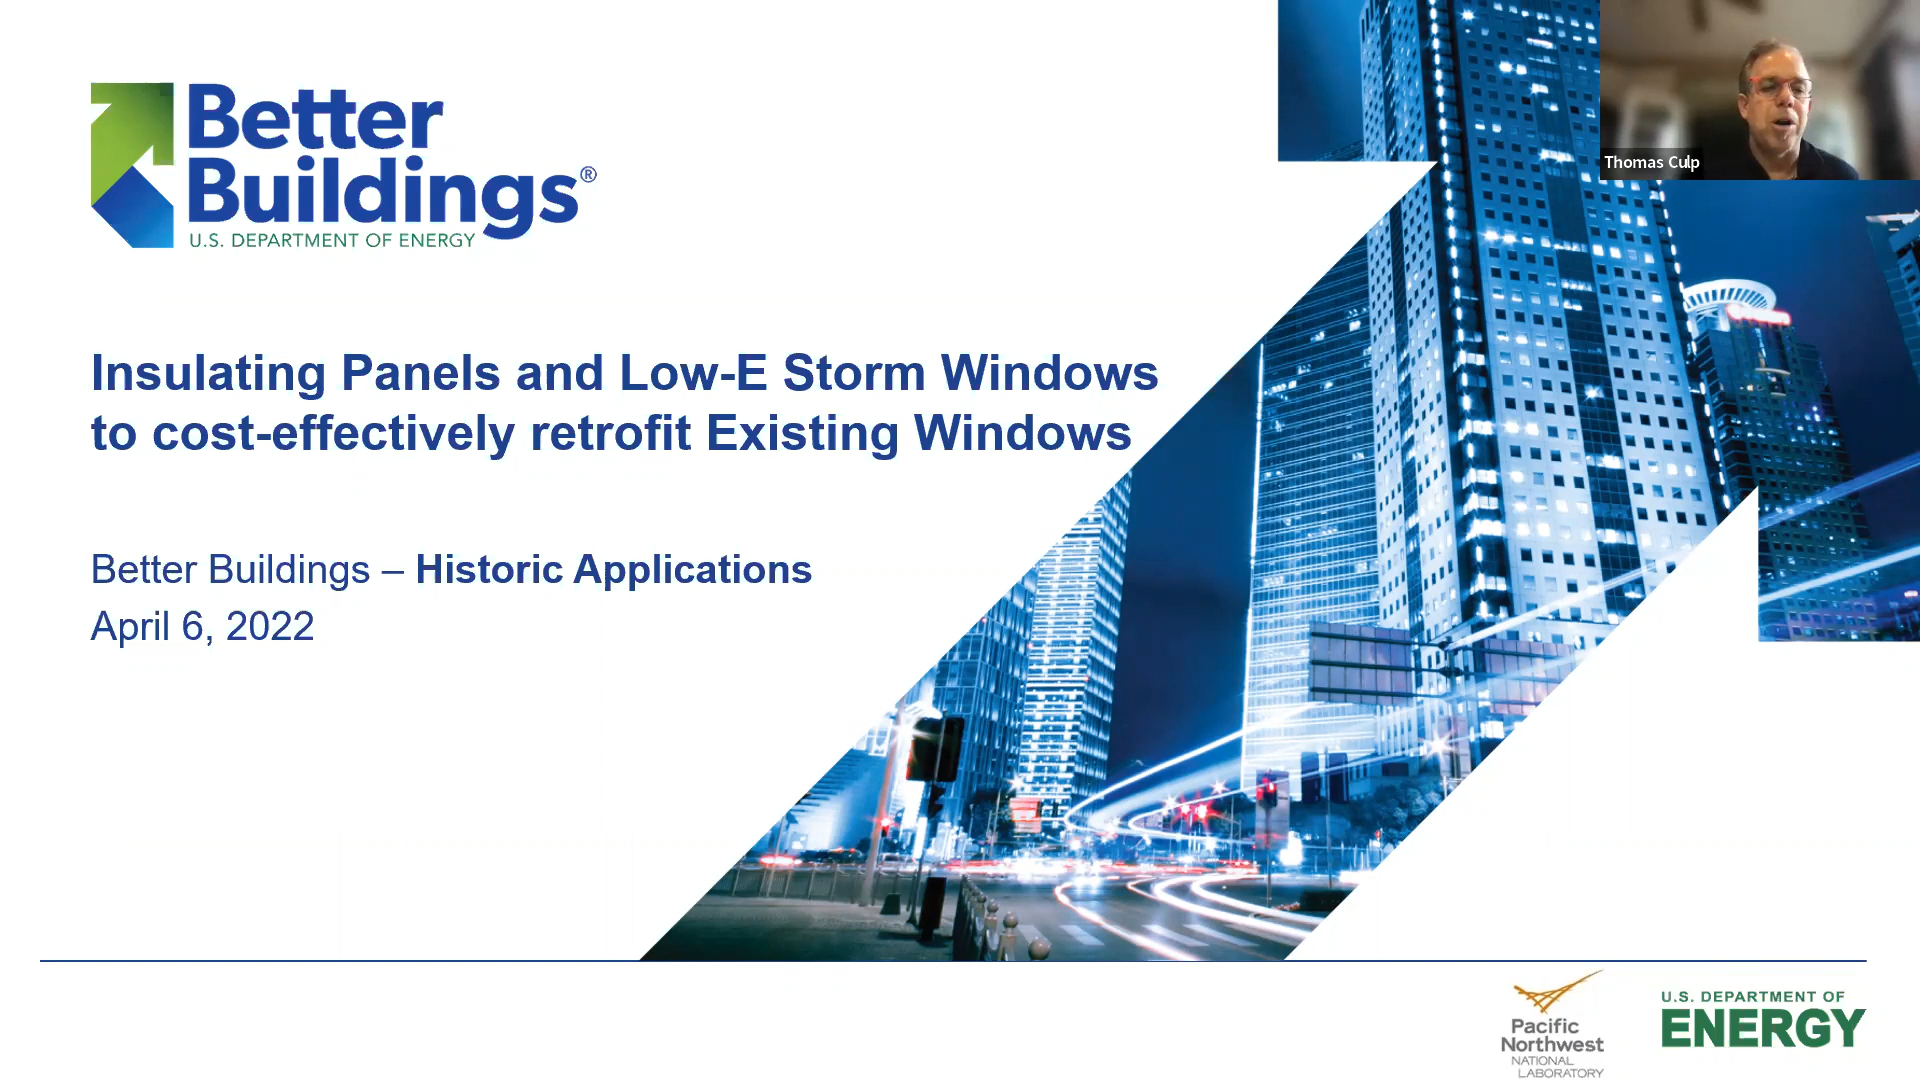 Better
Buildings®
U.S. DEPARTMENT OF ENERGY
Thomas Culp
Insulating Panels and Low-E Storm Windows
to cost-effectively retrofit Existing Windows
Better Buildings – Historic Applications
April 6, 2022
Pacific
Northwest
NATIONAL
LABORATORY
U.S. DEPARTMENT OF
ENERGY